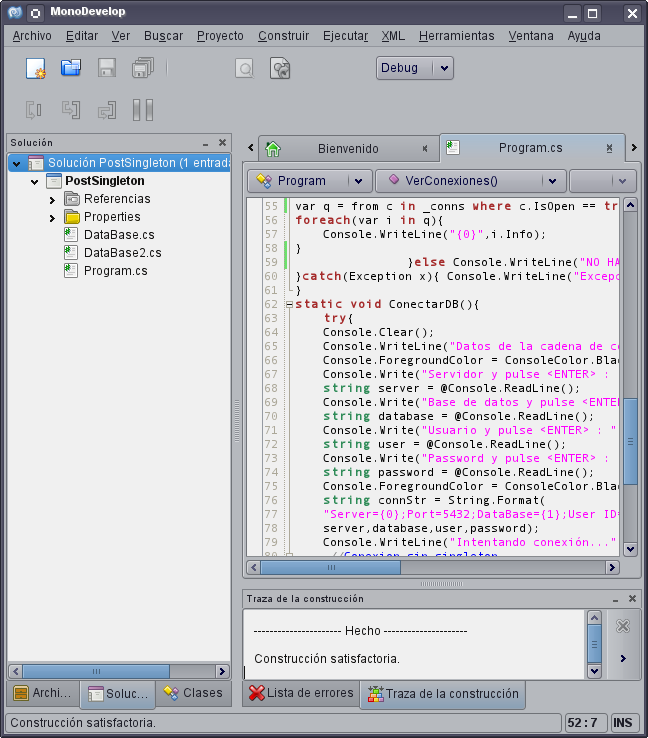 MonoDevelop
Archivo Editar Ver Buscar Proyecto Construir Ejecutar XML Herramientas Ventana Ayuda
Debug
Solución
Solución PostSingleton (1 entrada
PostSingleton
Referencias
Properties
DataBase.cs
DataBase2.cs
Program.cs
Archi... Soluc... Clases
Bienvenido Program.cs
Program VerConexiones()
55 var q = from c in _conns where c.IsOpen == tr
56 foreach(var i in q){
57 Console.WriteLine("{0}",i.Info);
58 }
59 }else Console.WriteLine("NO HA
60 }catch(Exception x){ Console.WriteLine("Excepc
61 }
62 static void ConectarDB(){
63 try{
64 Console.Clear();
65 Console.WriteLine("Datos de la cadena de co
66 Console.ForegroundColor = ConsoleColor.Blac
67 Console.Write("Servidor y pulse <ENTER> :
68 string server = @Console.ReadLine();
69 Console.Write("Base de datos y pulse <ENTE
70 string database = @Console.ReadLine();
71 Console.Write("Usuario y pulse <ENTER> : "
72 string user = @Console.ReadLine();
73 Console.Write("Password y pulse <ENTER> :
74 string password = @Console.ReadLine();
75 Console.ForegroundColor = ConsoleColor.Blac
76 string connStr = String.Format(
77 "Server={0};Port=5432;DataBase={1};User ID=
78 server,database,user,password);
79 Console.WriteLine("Intentando conexión..."
80 //Conexion sin singleton
Traza de la construcción
---------------------- Hecho ---------------------
Construcción satisfactoria.
Lista de errores Traza de la construcción
Construcción satisfactoria. 52 : 7 INS